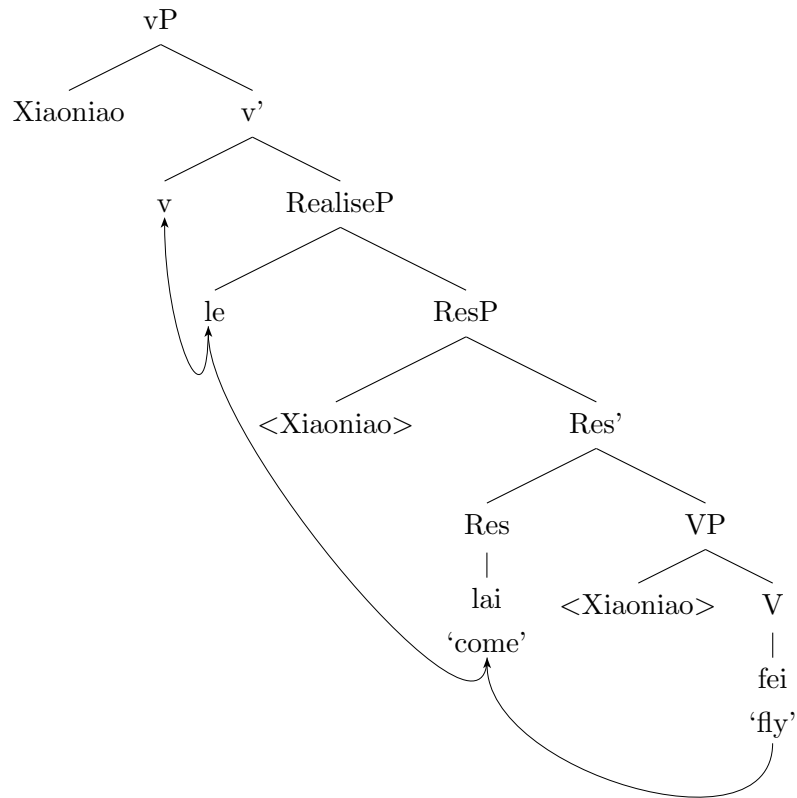 vP
Xiaoniao v’
v RealiseP
le ResP
<Xiaoniao> Res’
Res VP
lai <Xiaoniao> V
‘come’ fei
‘fly’